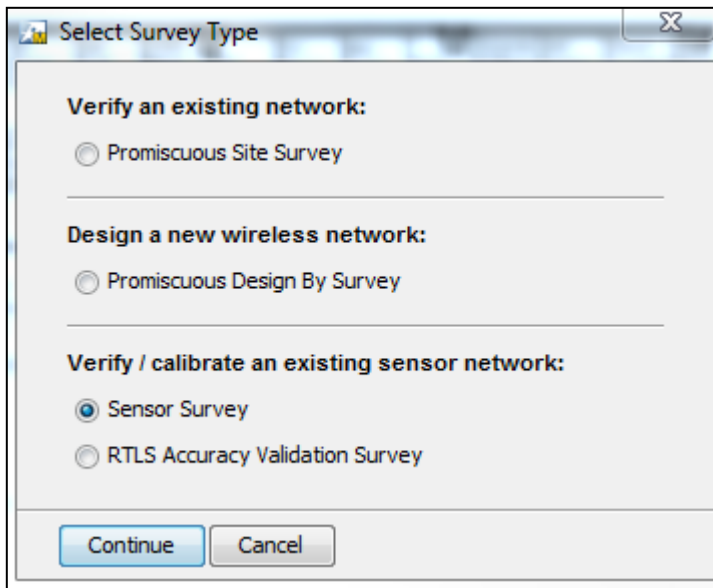 Select Survey Type
Verify an existing network:
Promiscuous Site Survey
Design a new wireless network:
Promiscuous Design By Survey
Verify / calibrate an existing sensor network:
Sensor Survey
RTLS Accuracy Validation Survey
Continue Cancel